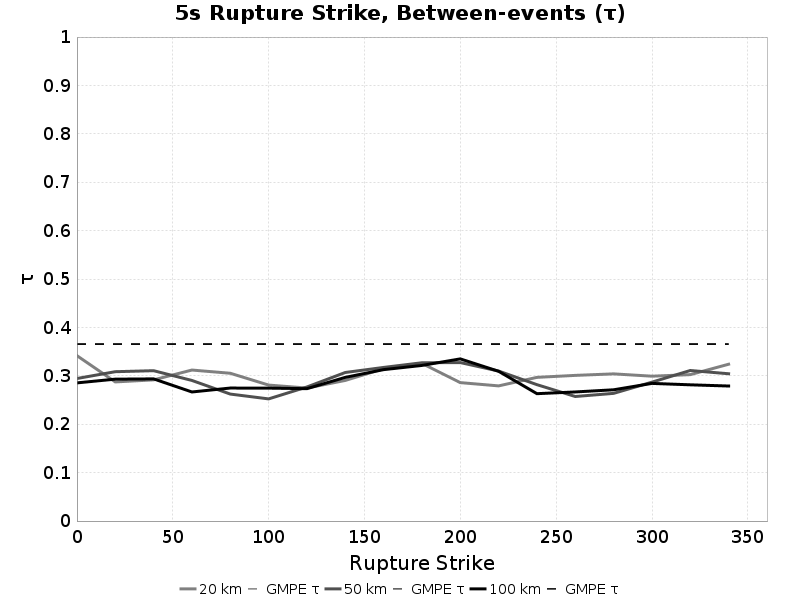 5s Rupture Strike, Between-events (τ)
1
0.9
0.8
0.7
0.6
0.5
0.4
0.3
0.2
0.1
0
τ
0 50 100 150 200 250 300 350
Rupture Strike
20 km GMPE τ 50 km GMPE τ 100 km GMPE τ